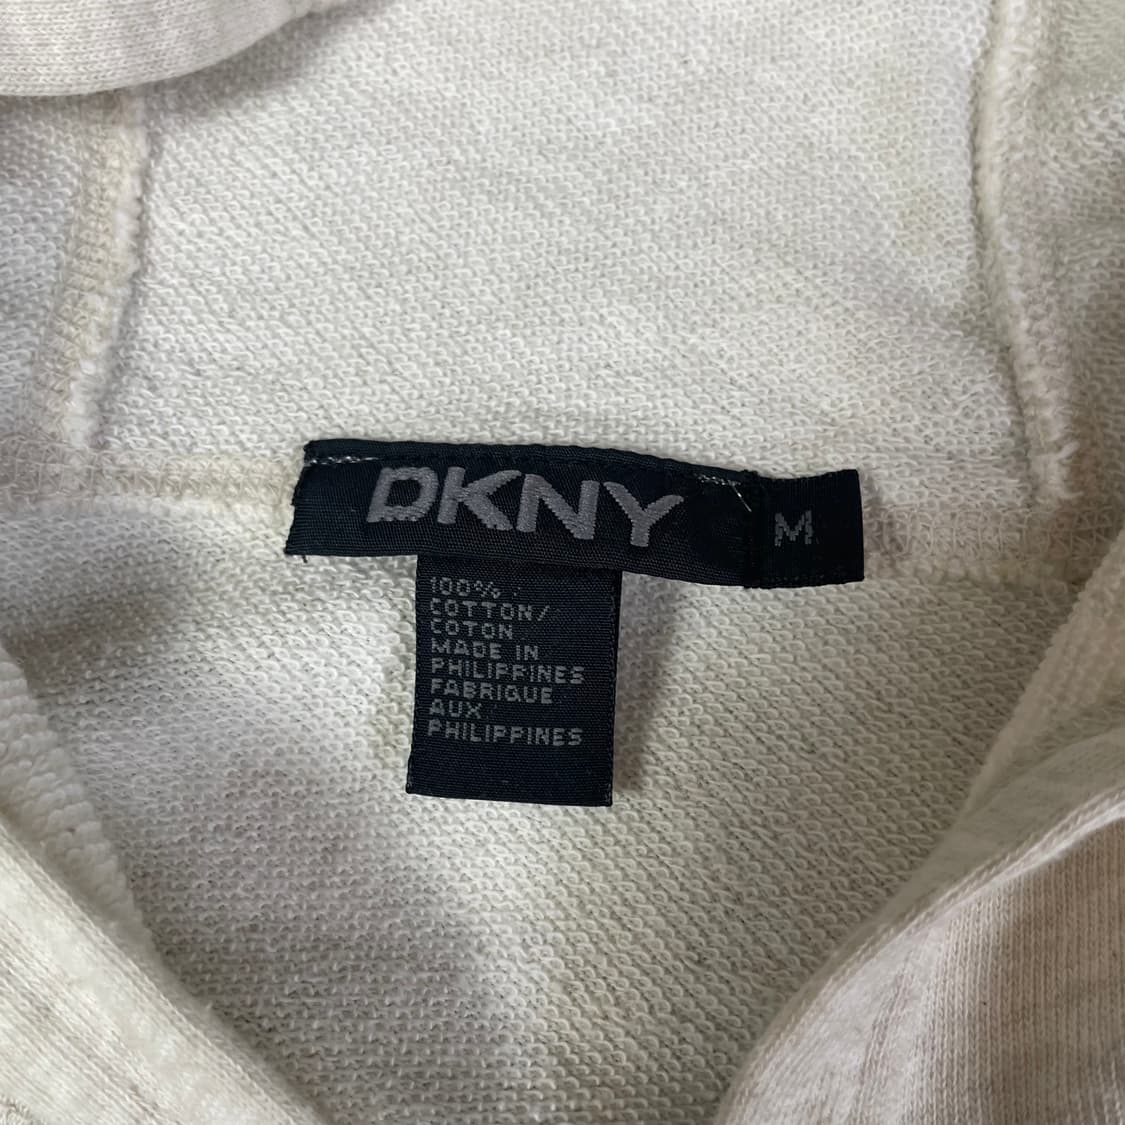 DKNY
M
100%
COTTON/
COTON
MADE IN
PHILIPPINES
FABRIQUE
AUX
PHILIPPINES